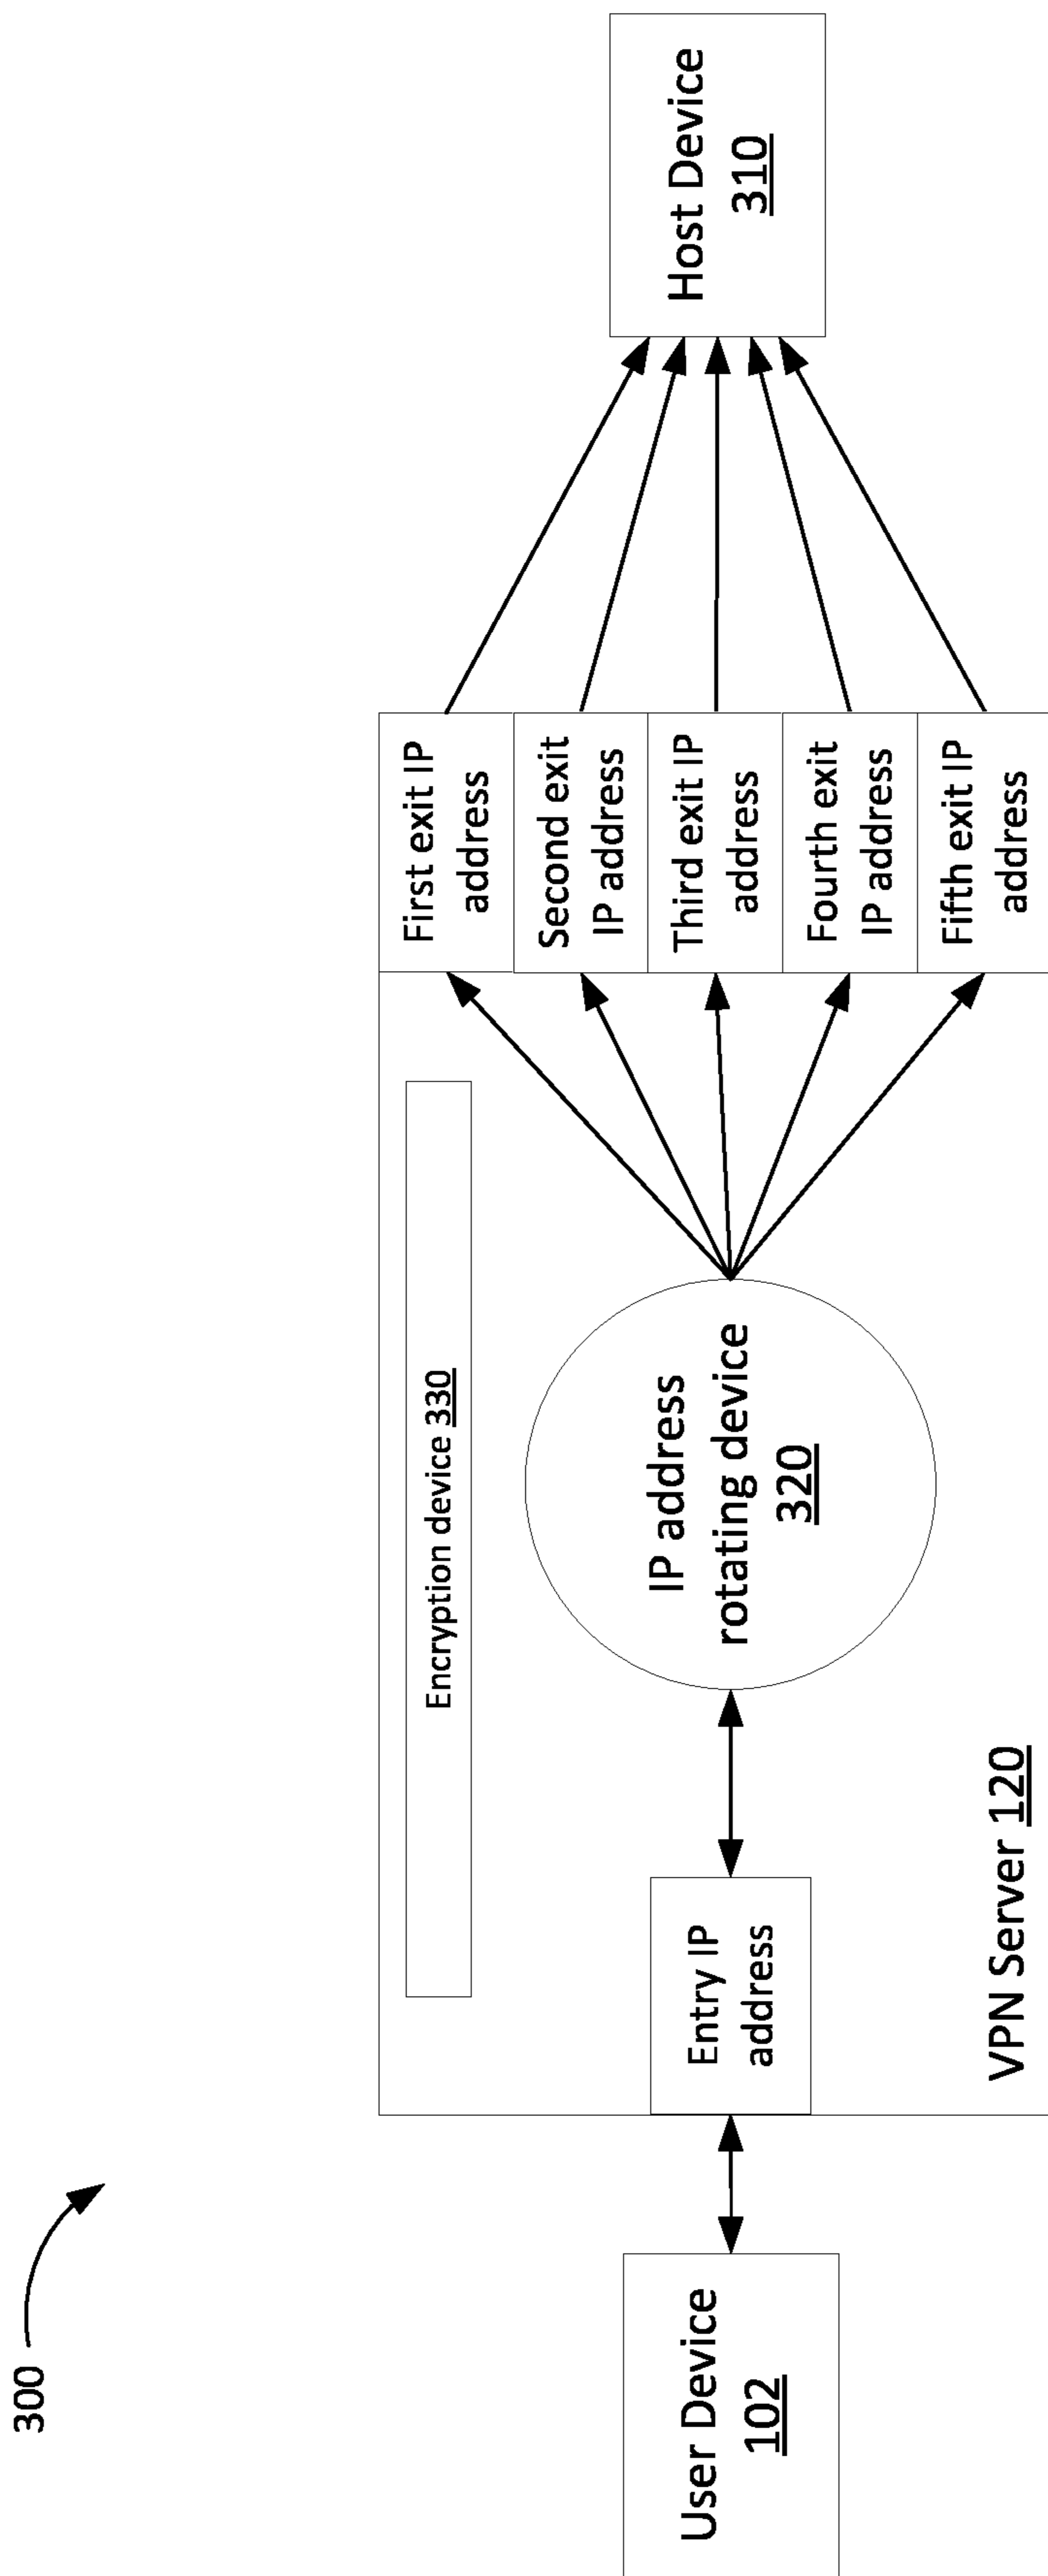 300
User Device
102
Entry IP
address
VPN Server 120
Encryption device 330
IP address
rotating device
320
First exit IP
address
Second exit
IP address
Third exit IP
address
Fourth exit
IP address
Fifth exit IP
address
Host Device
310